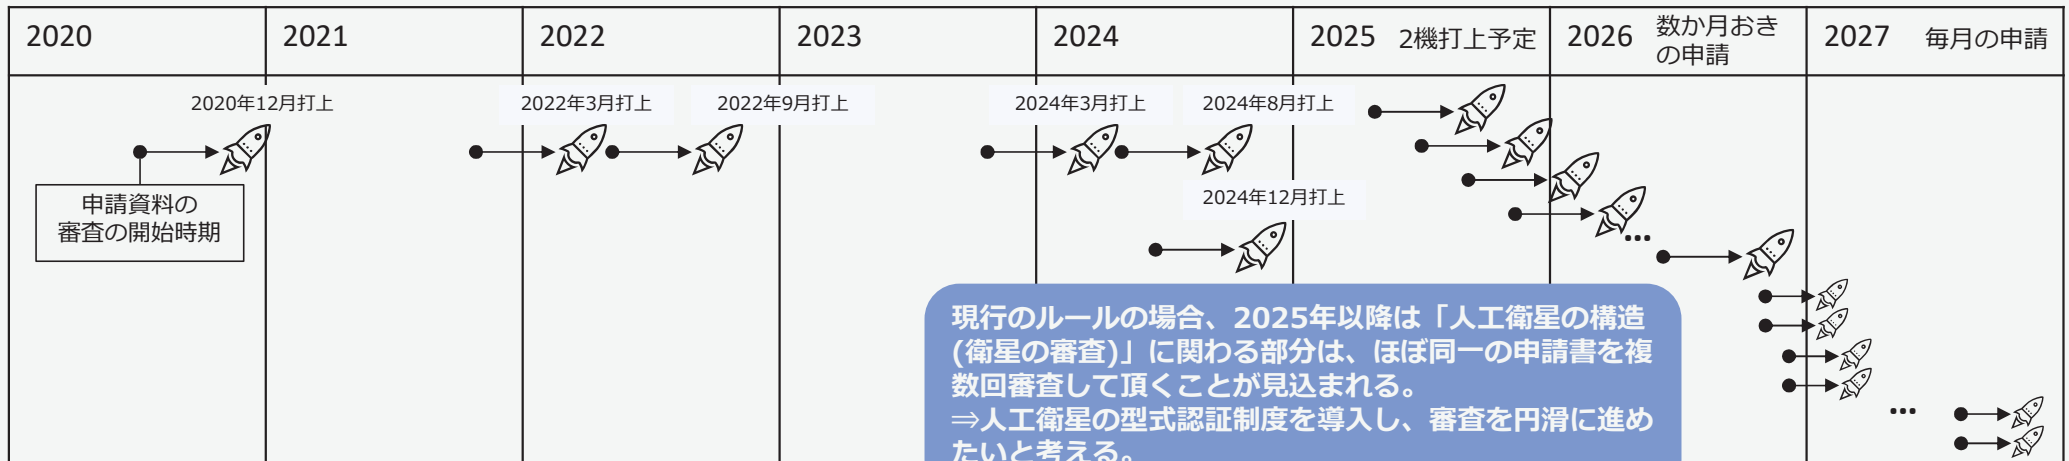 2020
2021
2022
2023
2024
2025 2機打上予定
2026 数か月おき
の申請
2027 毎月の申請
2020年12月打上
2022年3月打上
2022年9月打上
2024年3月打上
2024年8月打上
2024年12月打上
申請資料の
審査の開始時期
...
現行のルールの場合、2025年以降は「人工衛星の構造
(衛星の審査)」に関わる部分は、ほぼ同一の申請書を複
数回審査して頂くことが見込まれる。
⇒人工衛星の型式認証制度を導入し、審査を円滑に進め
たいと考える。
...